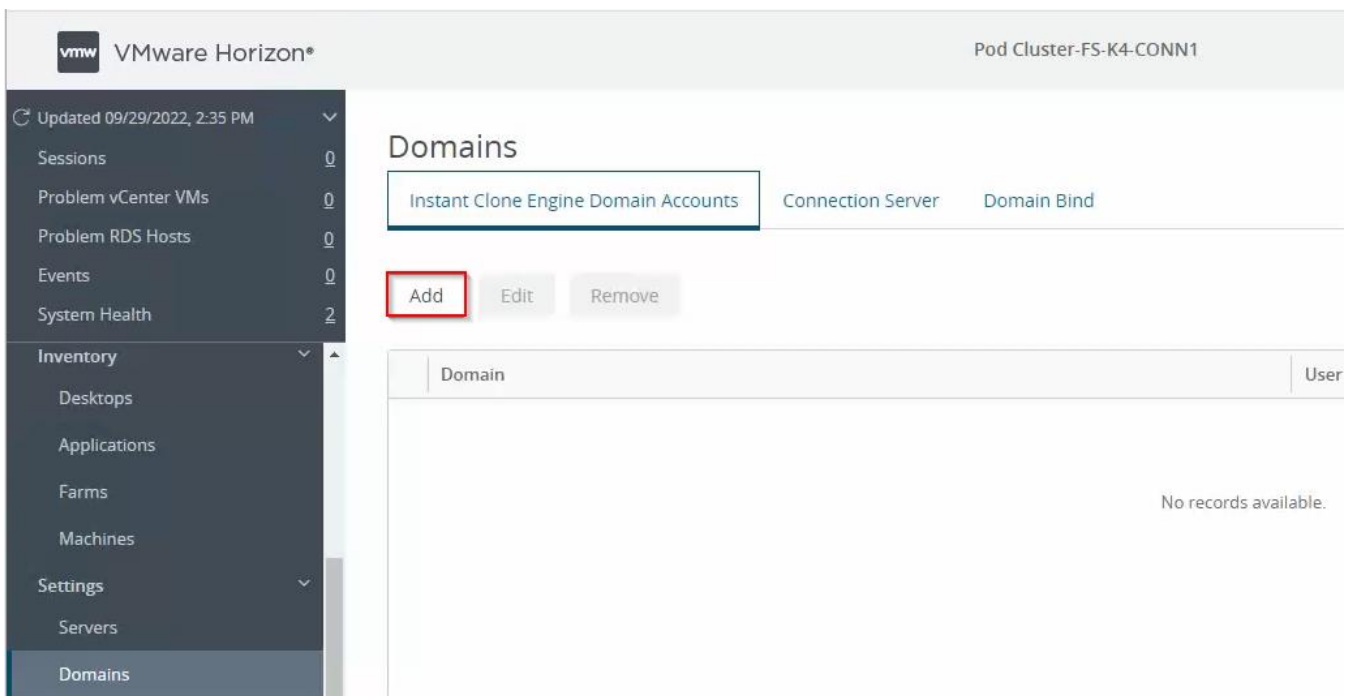 vmw VMware Horizon®
Pod Cluster-FS-K4-CONN1
Updated 09/29/2022, 2:35 PM
Sessions 0
Problem vCenter VMs 0
Problem RDS Hosts 0
Events 0
System Health 2
Inventory
Desktops
Applications
Farms
Machines
Settings
Servers
Domains
Domains
Instant Clone Engine Domain Accounts Connection Server Domain Bind
Add Edit Remove
Domain User
No records available.